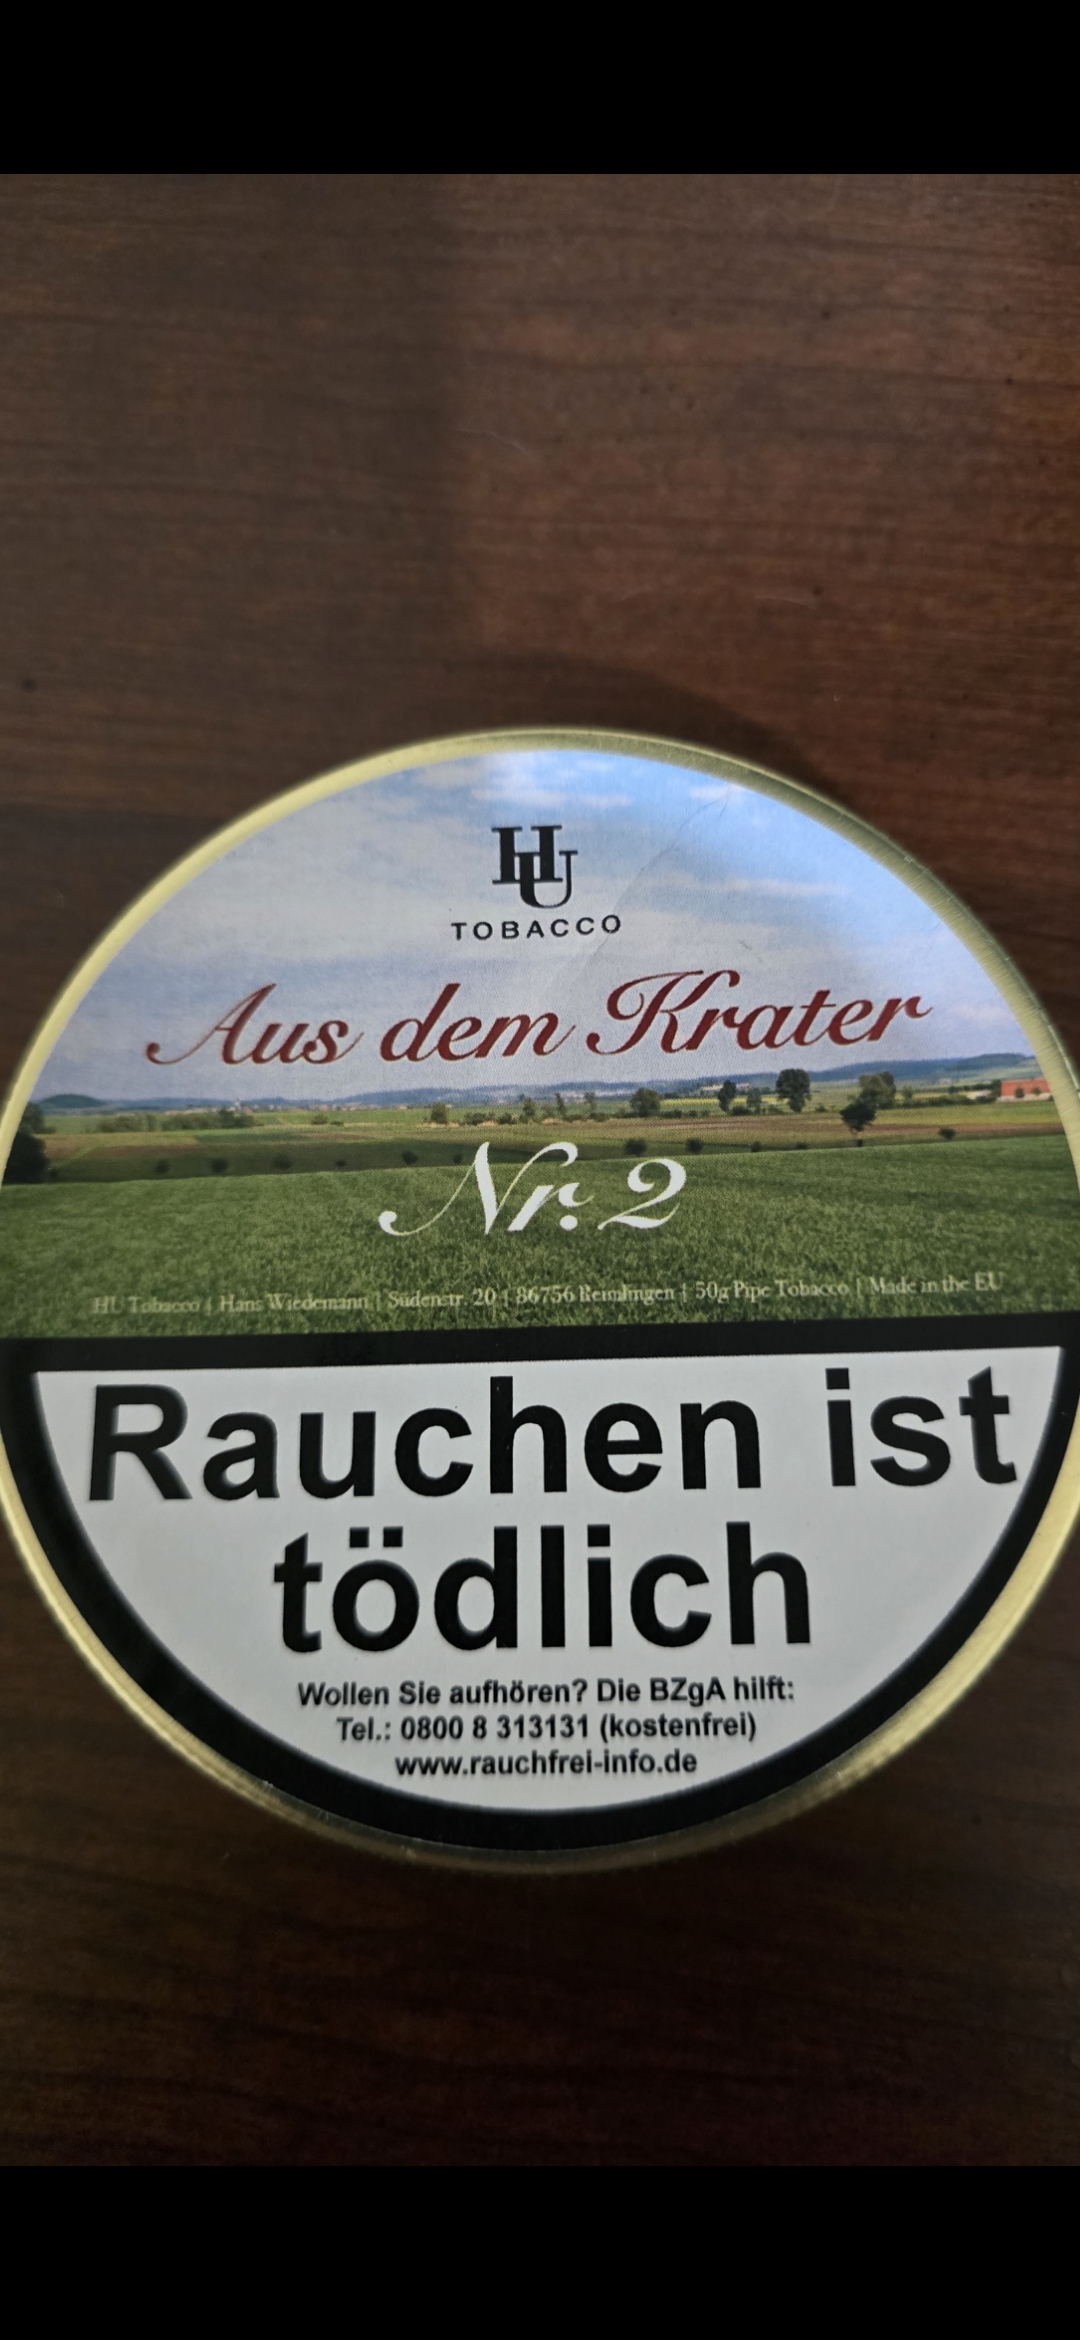 HU
TOBACCO
Aus dem Krater
Nr. 2
HU Tobacco | Hans Wiedemann | Südenstr. 20 | 86756 Reimlingen | 50g Pipe Tobacco | Made in the EU
Rauchen ist
tödlich
Wollen Sie aufhören? Die BZgA hilft:
Tel.: 0800 8 313131 (kostenfrei)
www.rauchfrei-info.de